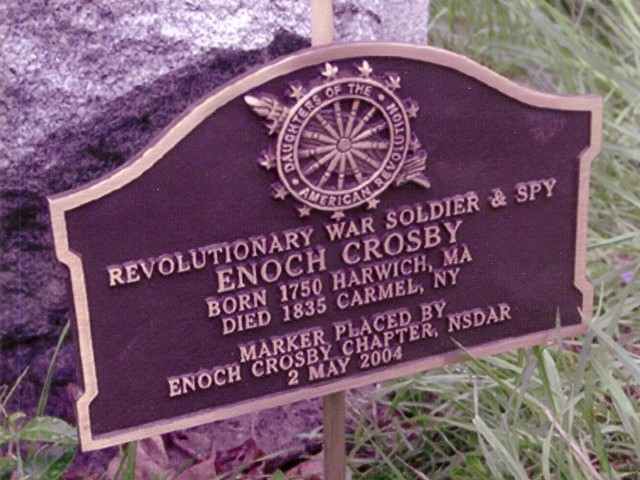 DAUGHTERS OF THE
AMERICAN REVOLUTION
REVOLUTIONARY WAR SOLDIER & SPY
ENOCH CROSBY
BORN 1750 HARWICH, MA
DIED 1835 CARMEL, NY
MARKER PLACED BY
ENOCH CROSBY CHAPTER, NSDAR
2 MAY 2004